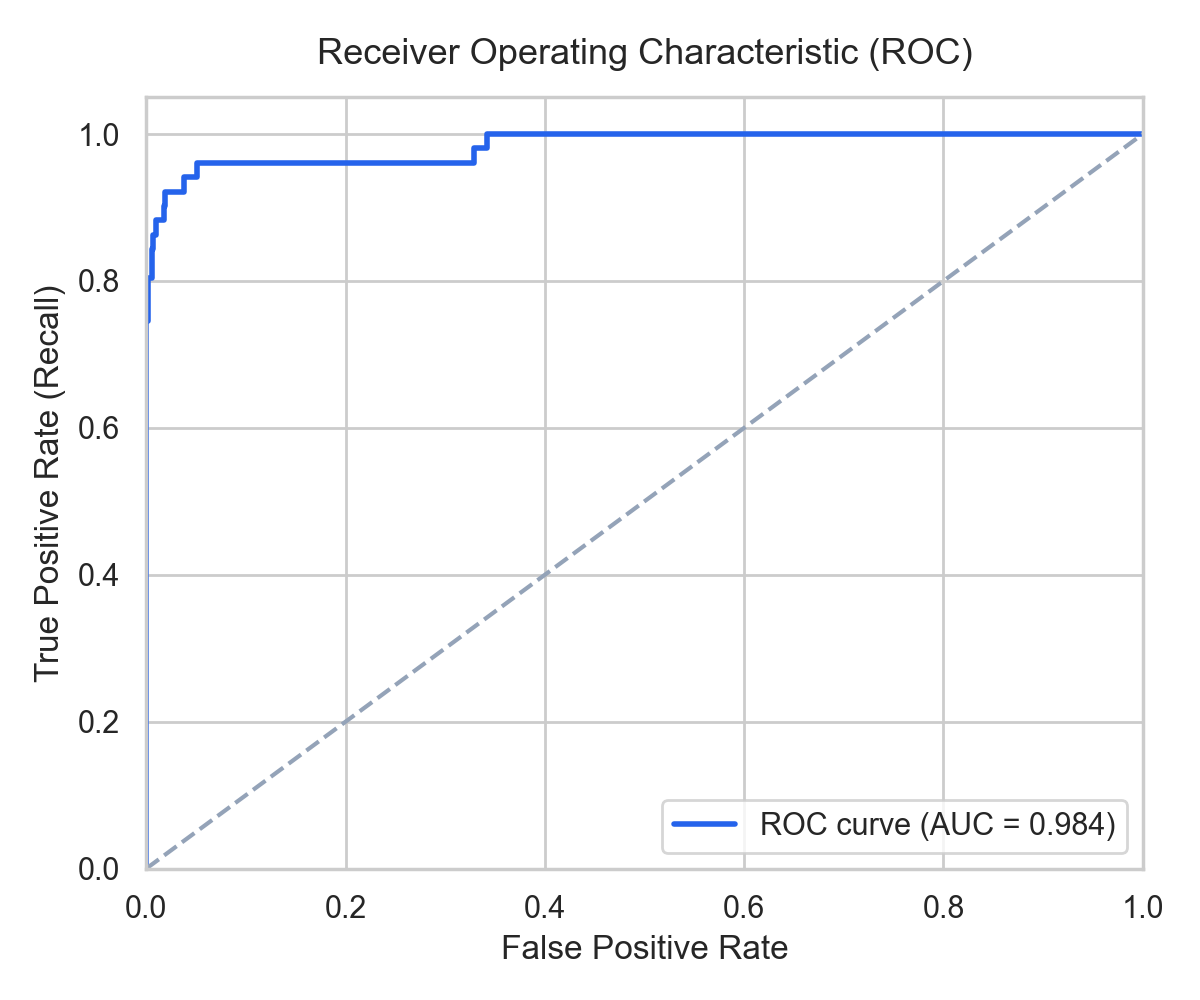 Receiver Operating Characteristic (ROC)
True Positive Rate (Recall)
1.0
0.8
0.6
0.4
0.2
0.0
ROC curve (AUC = 0.984)
0.0 0.2 0.4 0.6 0.8 1.0
False Positive Rate